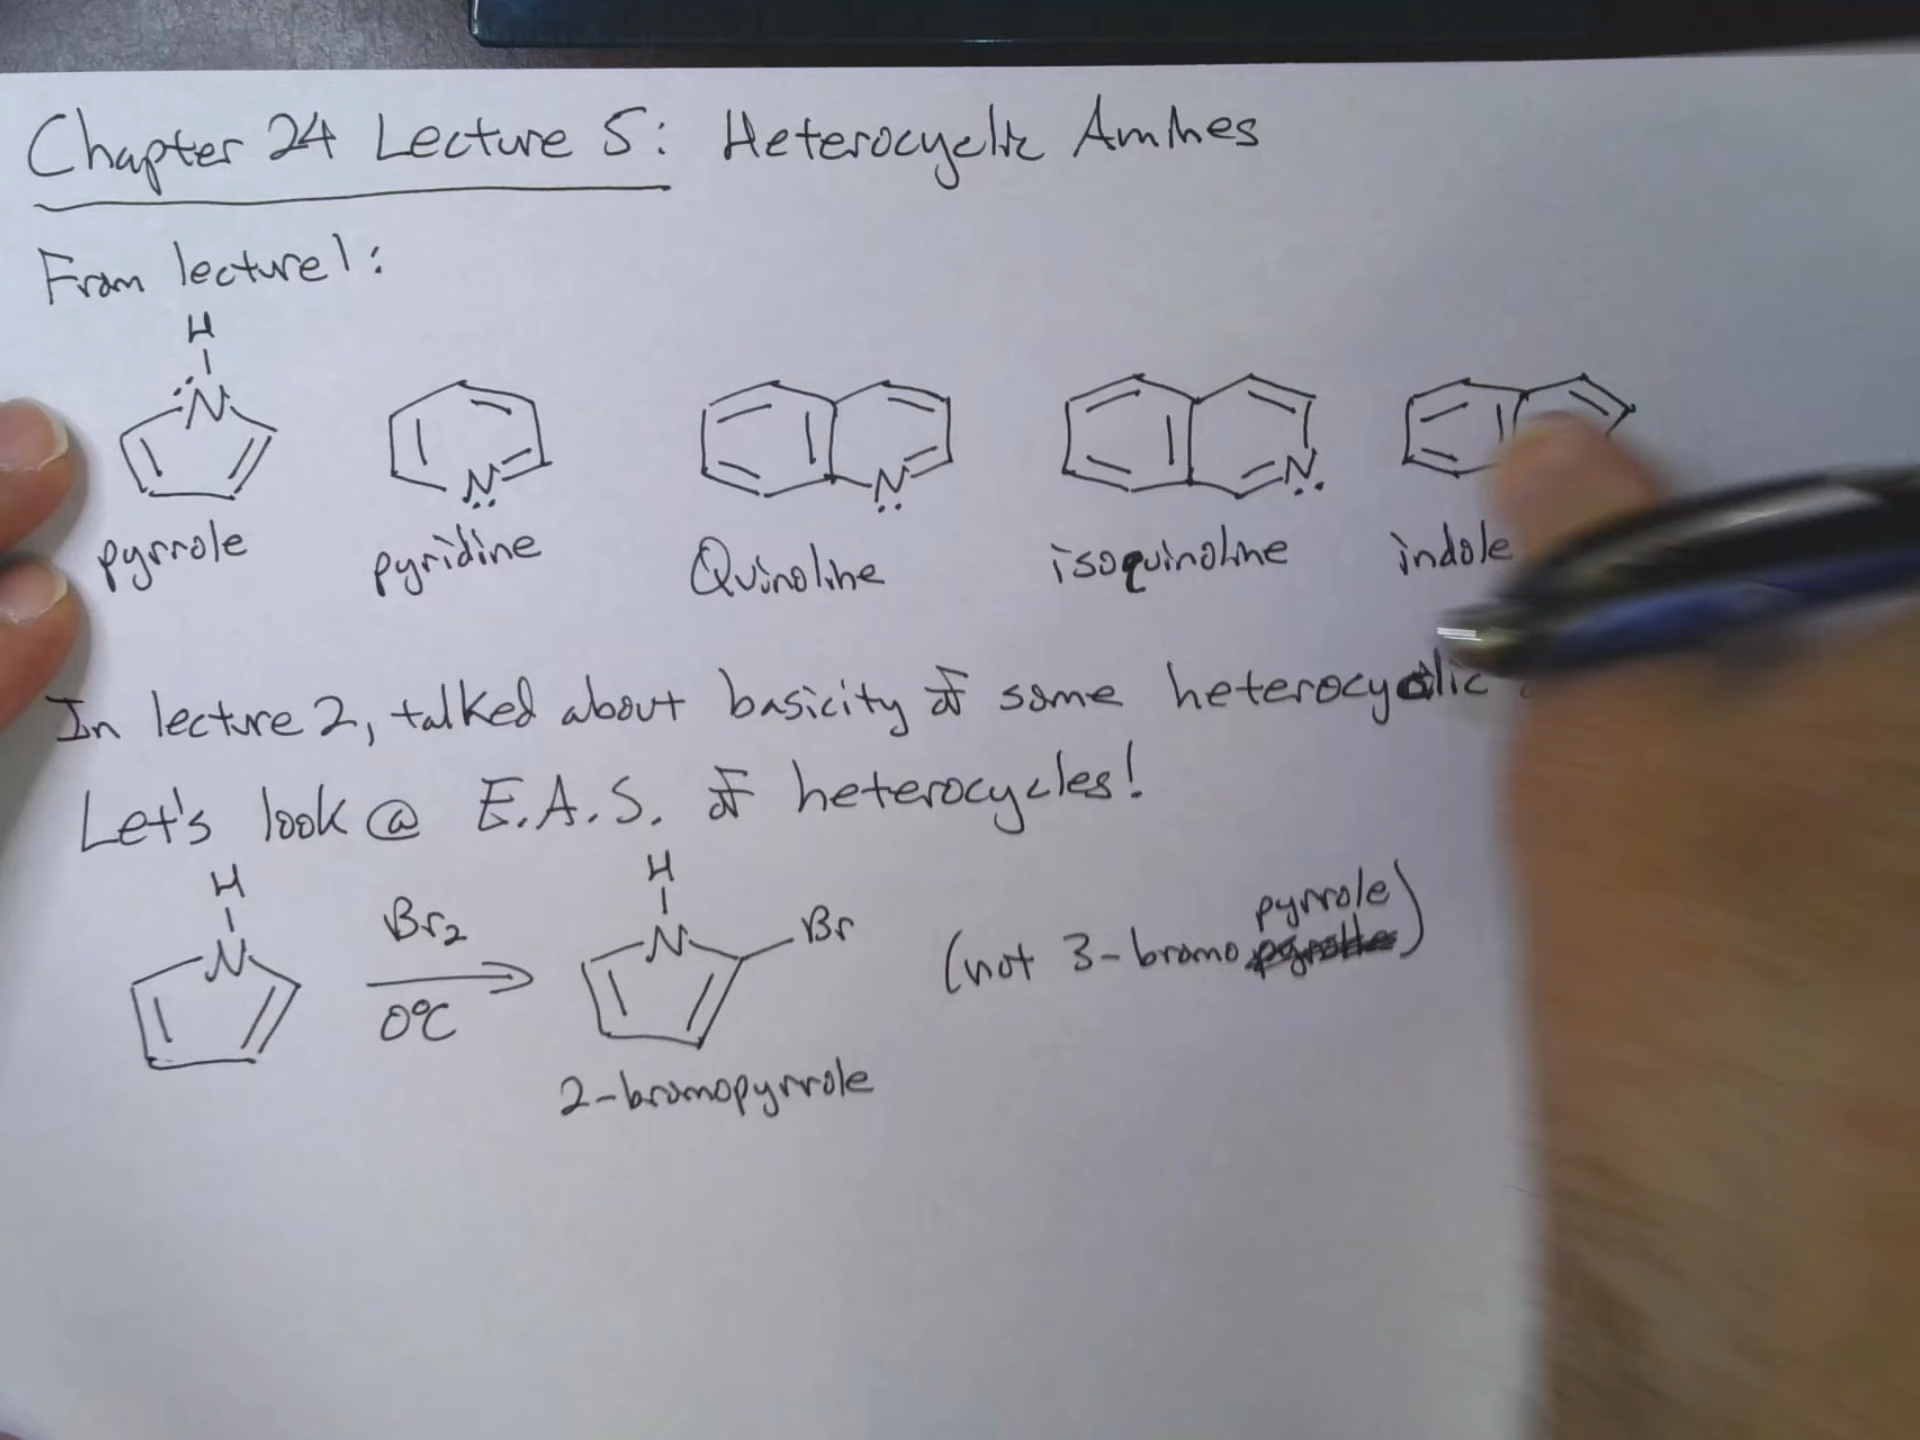 Chapter 24 Lecture 5: Heterocyclic Amines
From lecture 1:
H
N
N
N
N
pyrrole pyridine Quinoline isoquinoline indole
In lecture 2, talked about basicity of some heterocyclic
Let's look @ E.A.S. of heterocycles!
H
N
Br2
0°C
H
N
Br
(not 3-bromo pyrrole)
2-bromopyrrole